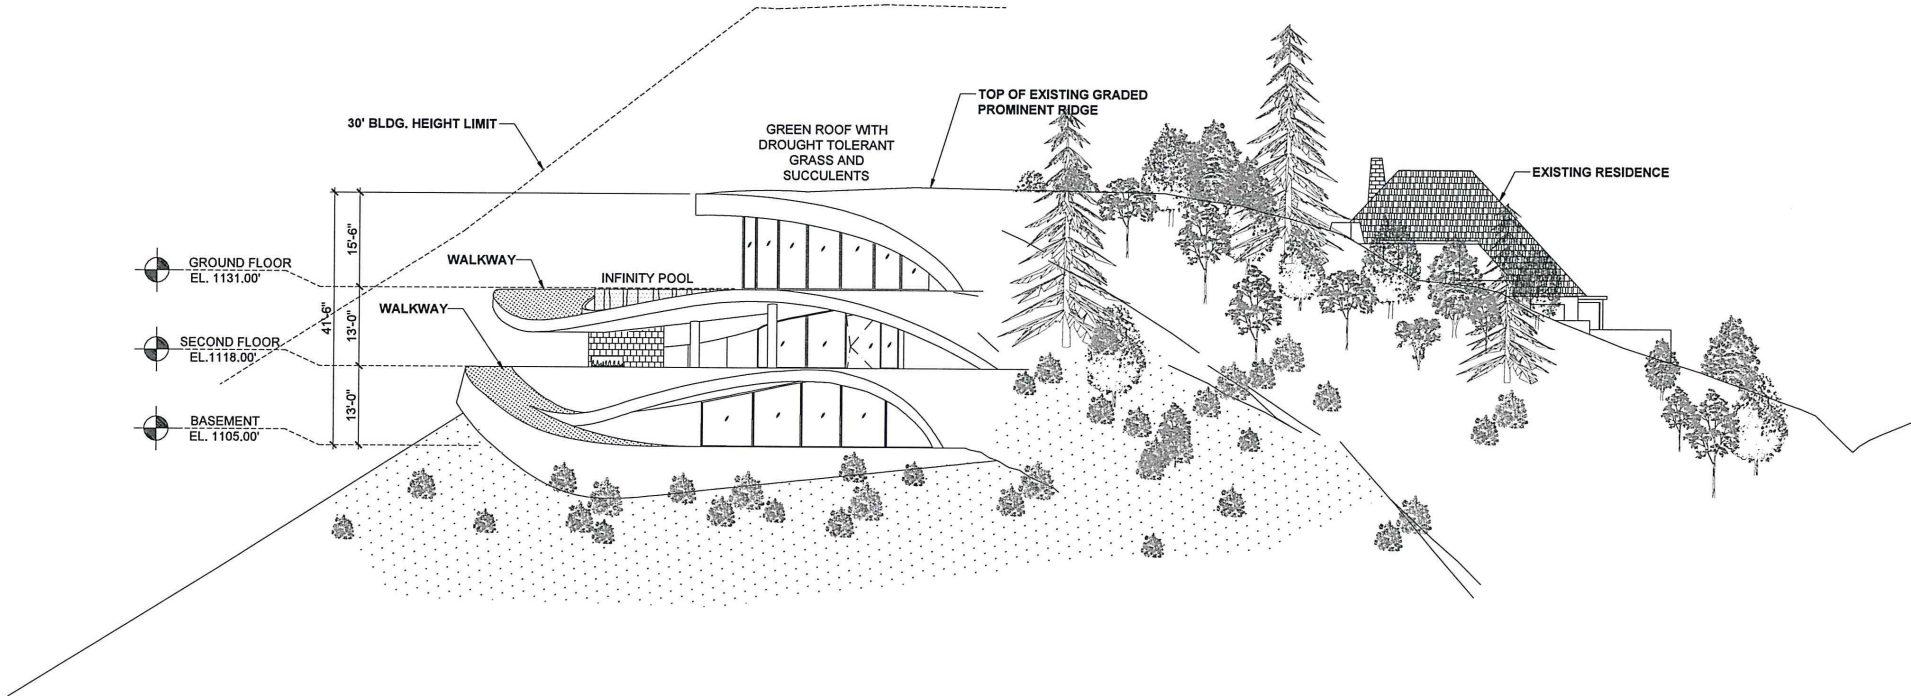 TOP OF EXISTING GRADED
PROMINENT RIDGE
30' BLDG. HEIGHT LIMIT
GREEN ROOF WITH
DROUGHT TOLERANT
GRASS AND
SUCCULENTS
EXISTING RESIDENCE
15'-6"
GROUND FLOOR
EL. 1131.00'
WALKWAY
INFINITY POOL
WALKWAY
41'-6"
13'-0"
SECOND FLOOR
EL.1118.00'
13'-0"
BASEMENT
EL. 1105.00'